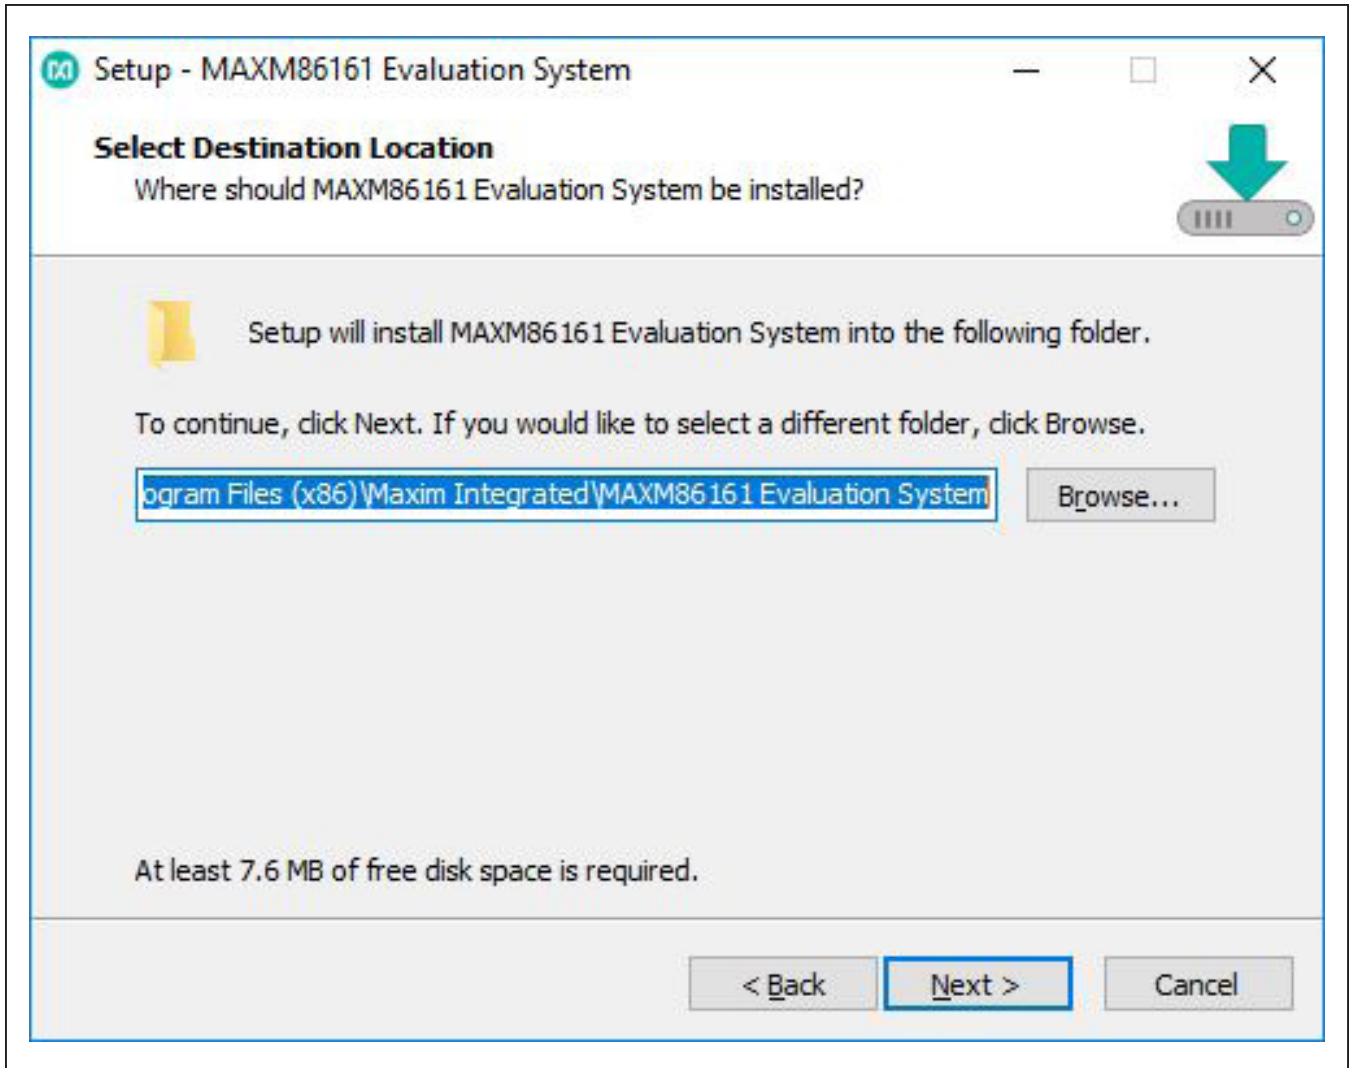 Setup - MAXM86161 Evaluation System
Select Destination Location
Where should MAXM86161 Evaluation System be installed?
Setup will install MAXM86161 Evaluation System into the following folder.
To continue, click Next. If you would like to select a different folder, click Browse.
ogram Files (x86)\Maxim Integrated\MAXM86161 Evaluation System
Browse...
At least 7.6 MB of free disk space is required.
< Back
Next >
Cancel